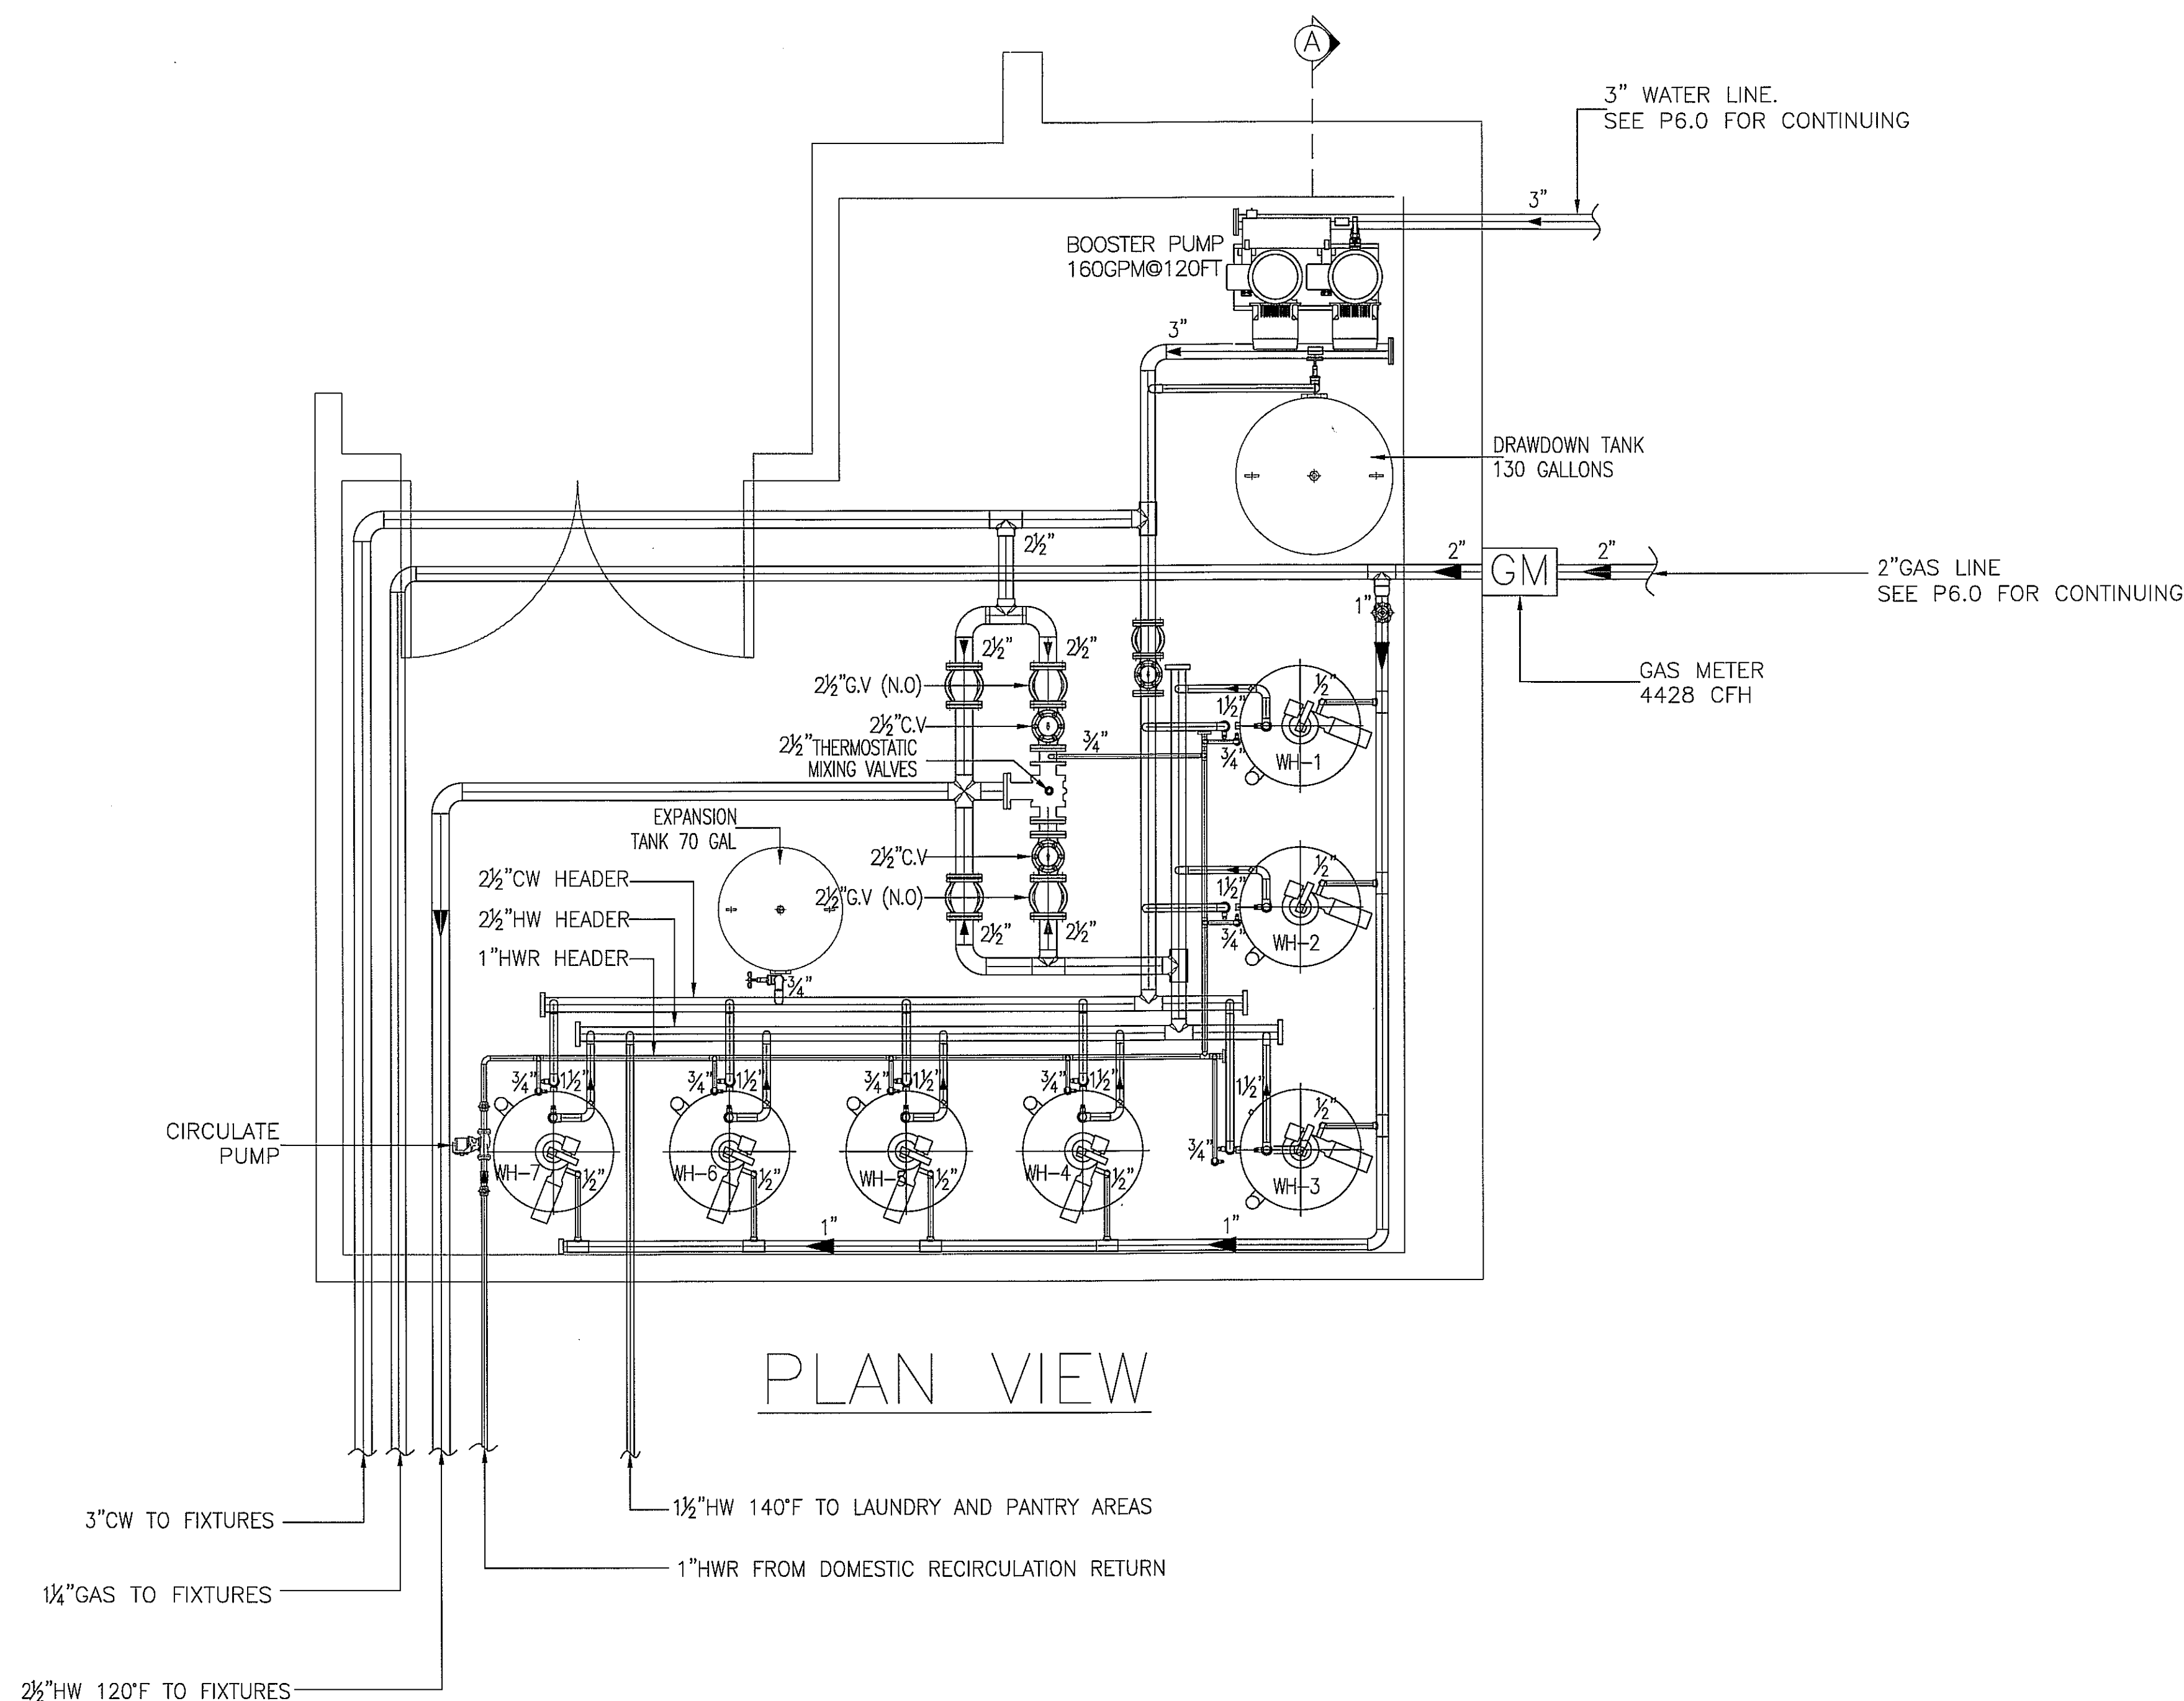 A
3" WATER LINE.
SEE P6.0 FOR CONTINUING
3"
BOOSTER PUMP
160GPM@120FT
3"
DRAWDOWN TANK
130 GALLONS
2½"
2"
GM
2"
2"GAS LINE
SEE P6.0 FOR CONTINUING
1"
2½"
2½"
GAS METER
4428 CFH
2½"G.V (N.O)
½"
1½"
2½"C.V
2½"THERMOSTATIC
MIXING VALVES
¾"
¾"
WH-1
EXPANSION
TANK 70 GAL
2½"C.V
½"
2½"CW HEADER
2½"G.V (N.O)
1½"
2½"HW HEADER
2½"
2½"
¾"
WH-2
1"HWR HEADER
¾"
¾"
1½"
¾"
1½"
¾"
1½"
¾"
1½"
1½"
½"
CIRCULATE
PUMP
¾"
WH-7
½"
WH-6
½"
WH-5
½"
WH-4
½"
WH-3
1"
1"
PLAN VIEW
1½"HW 140°F TO LAUNDRY AND PANTRY AREAS
3"CW TO FIXTURES
1"HWR FROM DOMESTIC RECIRCULATION RETURN
1¼"GAS TO FIXTURES
2½"HW 120°F TO FIXTURES